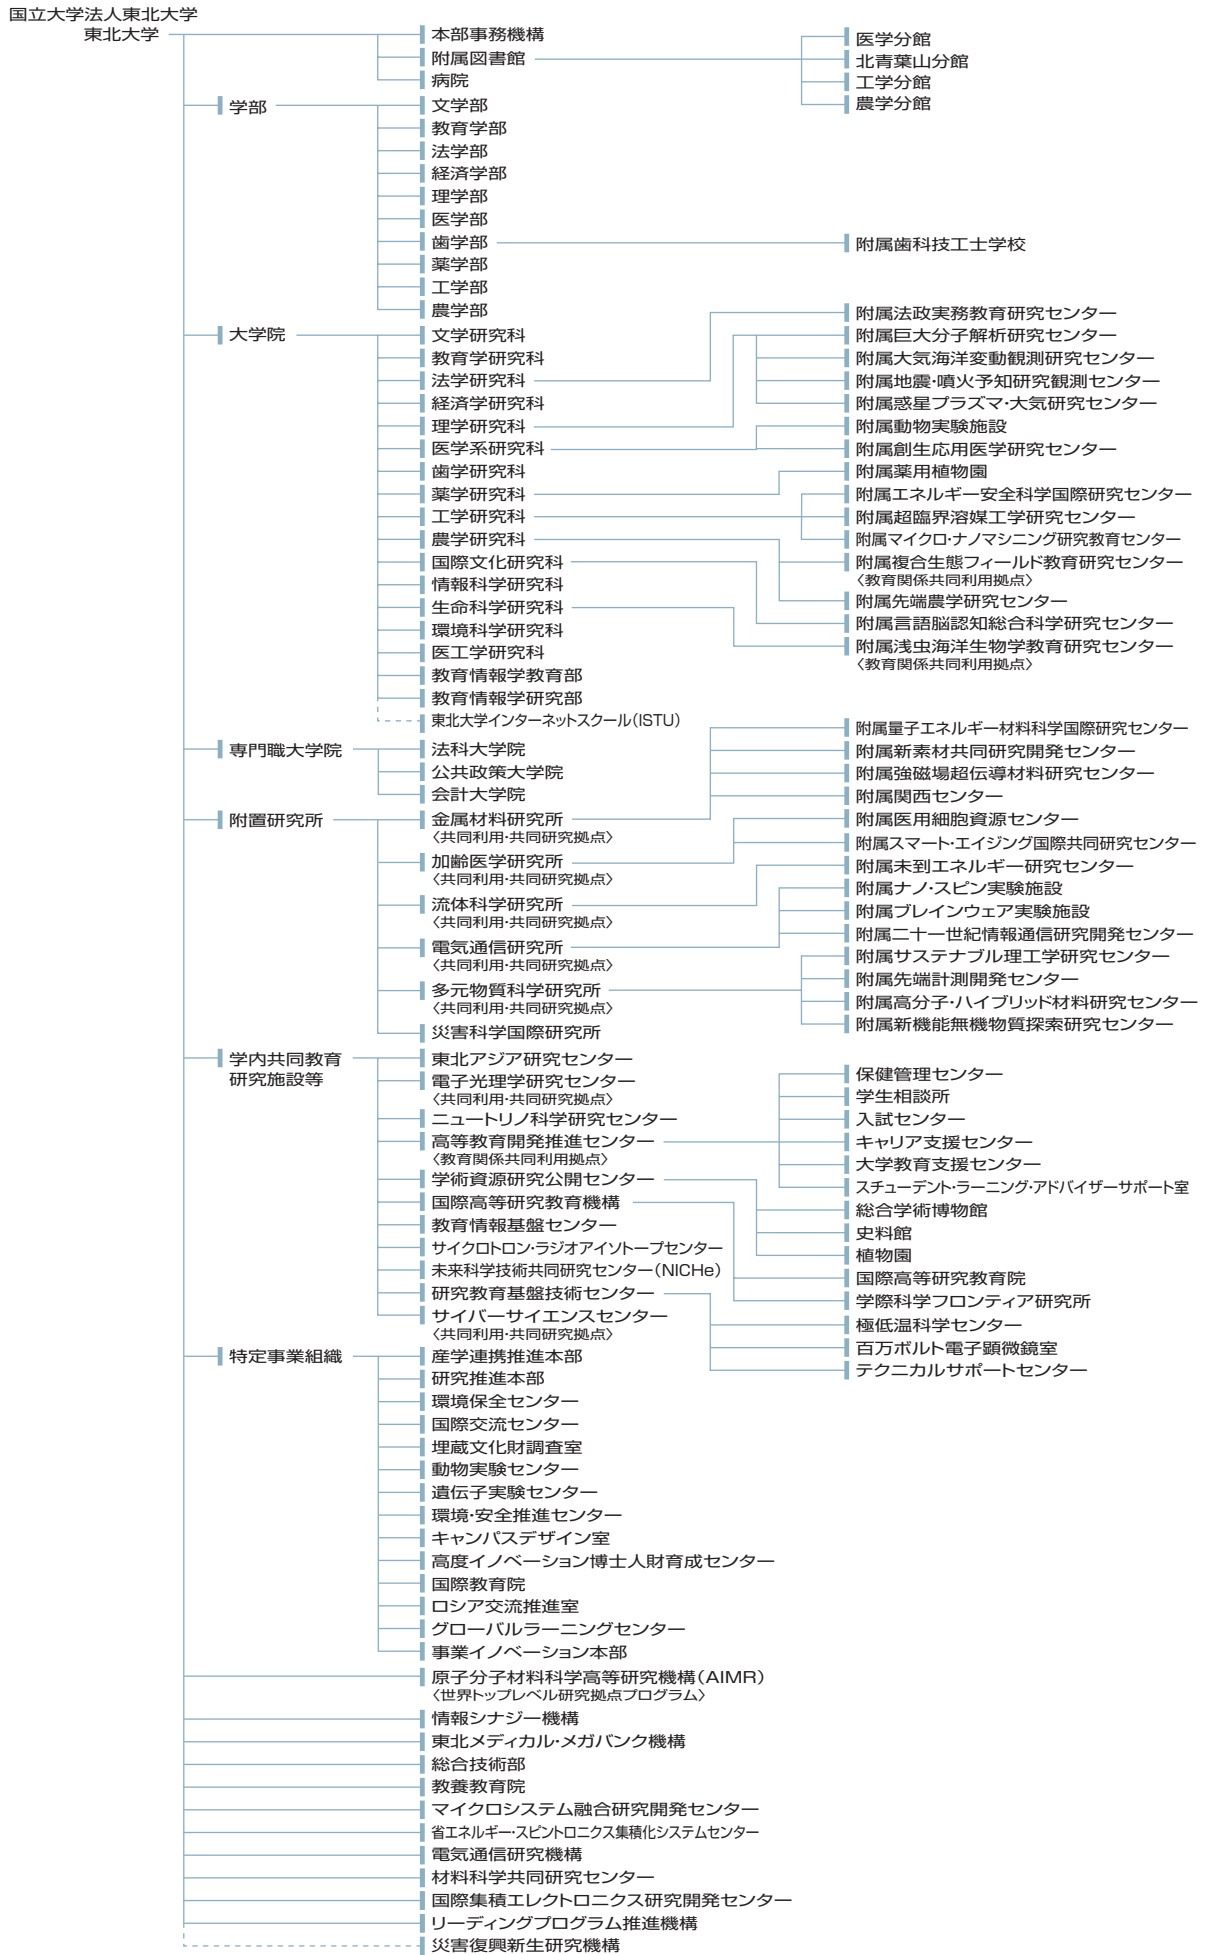 国立大学法人東北大学
東北大学
本部事務機構
附属図書館
医学分館
北青葉山分館
工学分館
農学分館
病院
学部
文学部
教育学部
法学部
経済学部
理学部
医学部
歯学部
附属歯科技工士学校
薬学部
工学部
農学部
大学院
文学研究科
教育学研究科
法学研究科
経済学研究科
理学研究科
医学系研究科
歯学研究科
薬学研究科
工学研究科
農学研究科
国際文化研究科
情報科学研究科
生命科学研究科
環境科学研究科
医工学研究科
教育情報学教育部
教育情報学研究部
東北大学インターネットスクール(ISTU)
附属法政実務教育研究センター
附属巨大分子解析研究センター
附属大気海洋変動観測研究センター
附属地震・噴火予知研究観測センター
附属惑星プラズマ・大気研究センター
附属動物実験施設
附属創生応用医学研究センター
附属薬用植物園
附属エネルギー安全科学国際研究センター
附属超臨界溶媒工学研究センター
附属マイクロ・ナノマシニング研究教育センター
附属複合生態フィールド教育研究センター
〈教育関係共同利用拠点〉
附属先端農学研究センター
附属言語脳認知総合科学研究センター
附属浅虫海洋生物学教育研究センター
〈教育関係共同利用拠点〉
専門職大学院
法科大学院
公共政策大学院
会計大学院
附置研究所
金属材料研究所
〈共同利用・共同研究拠点〉
加齢医学研究所
〈共同利用・共同研究拠点〉
流体科学研究所
〈共同利用・共同研究拠点〉
電気通信研究所
〈共同利用・共同研究拠点〉
多元物質科学研究所
〈共同利用・共同研究拠点〉
災害科学国際研究所
附属量子エネルギー材料科学国際研究センター
附属新素材共同研究開発センター
附属強磁場超伝導材料研究センター
附属関西センター
附属医用細胞資源センター
附属スマート・エイジング国際共同研究センター
附属未到エネルギー研究センター
附属ナノ・スピン実験施設
附属ブレインウェア実験施設
附属二十一世紀情報通信研究開発センター
附属サステナブル理工学研究センター
附属先端計測開発センター
附属高分子・ハイブリッド材料研究センター
附属新機能無機物質探索研究センター
学内共同教育
研究施設等
東北アジア研究センター
電子光理学研究センター
〈共同利用・共同研究拠点〉
ニュートリノ科学研究センター
高等教育開発推進センター
〈教育関係共同利用拠点〉
学術資源研究公開センター
国際高等研究教育機構
教育情報基盤センター
サイクロトロン・ラジオアイソトープセンター
未来科学技術共同研究センター(NICHe)
研究教育基盤技術センター
サイバーサイエンスセンター
〈共同利用・共同研究拠点〉
保健管理センター
学生相談所
入試センター
キャリア支援センター
大学教育支援センター
スチューデント・ラーニング・アドバイザーサポート室
総合学術博物館
史料館
植物園
国際高等研究教育院
学際科学フロンティア研究所
極低温科学センター
百万ボルト電子顕微鏡室
テクニカルサポートセンター
特定事業組織
産学連携推進本部
研究推進本部
環境保全センター
国際交流センター
埋蔵文化財調査室
動物実験センター
遺伝子実験センター
環境・安全推進センター
キャンパスデザイン室
高度イノベーション博士人財育成センター
国際教育院
ロシア交流推進室
グローバルラーニングセンター
事業イノベーション本部
原子分子材料科学高等研究機構(AIMR)
〈世界トップレベル研究拠点プログラム〉
情報シナジー機構
東北メディカル・メガバンク機構
総合技術部
教養教育院
マイクロシステム融合研究開発センター
省エネルギー・スピントロニクス集積化システムセンター
電気通信研究機構
材料科学共同研究センター
国際集積エレクトロニクス研究開発センター
リーディングプログラム推進機構
災害復興新生研究機構